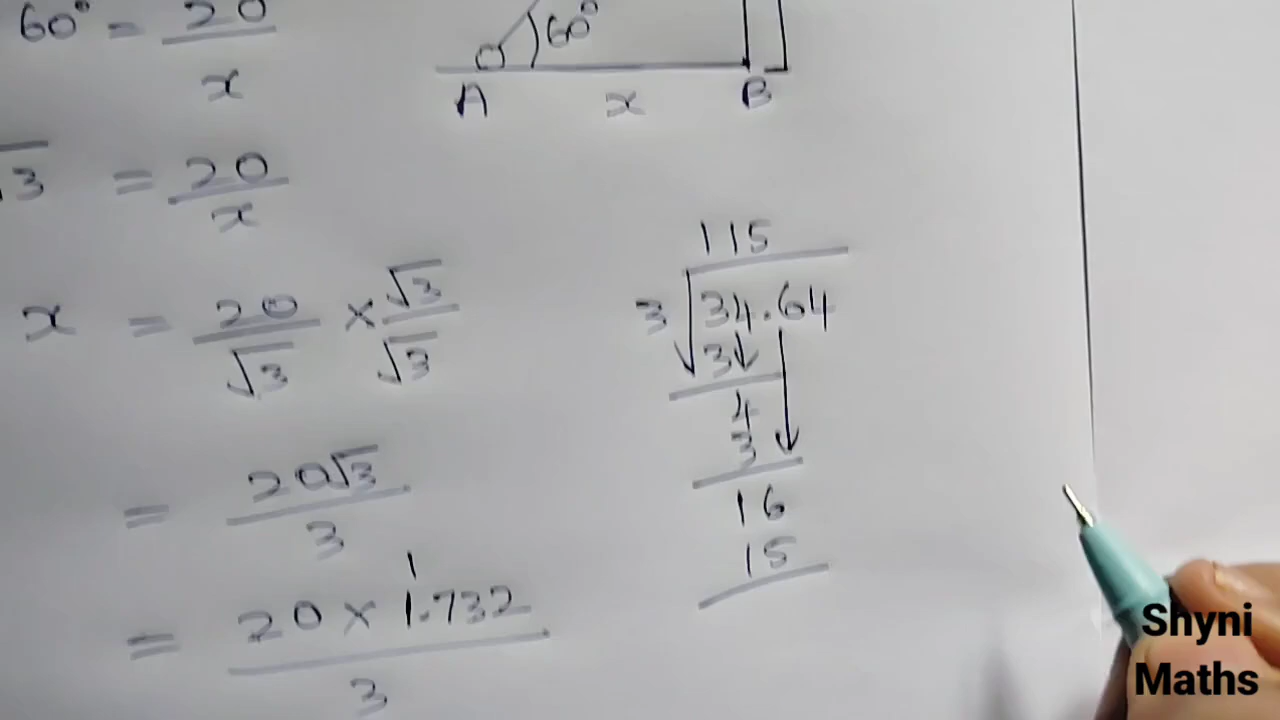 60° = 20
x
60°
A x B
√3 = 20
x
x = 20 × √3
√3 √3
= 20√3
3
1
= 20 × 1.732
3
115
3 34.64
3
4
3
16
15
Shyni
Maths